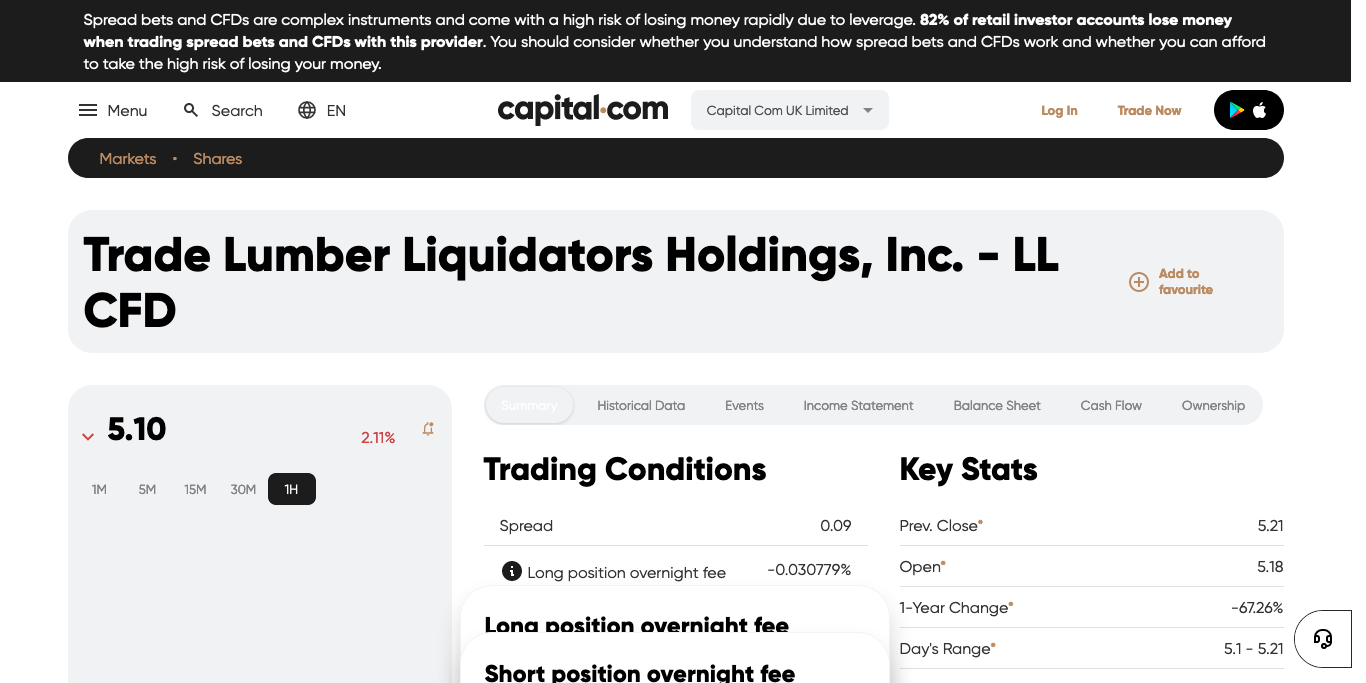 Spread bets and CFDs are complex instruments and come with a high risk of losing money rapidly due to leverage. 82% of retail investor accounts lose money
when trading spread bets and CFDs with this provider. You should consider whether you understand how spread bets and CFDs work and whether you can afford
to take the high risk of losing your money.
Menu Search EN capital.com Capital Com UK Limited Log In Trade Now
Markets • Shares
Trade Lumber Liquidators Holdings, Inc. - LL
CFD
Add to
favourite
5.10 2.11%
1M 5M 15M 30M 1H
Summary Historical Data Events Income Statement Balance Sheet Cash Flow Ownership
Trading Conditions
Spread 0.09
Long position overnight fee -0.030779%
Long position overnight fee
Short position overnight fee
Key Stats
Prev. Close* 5.21
Open* 5.18
1-Year Change* -67.26%
Day's Range* 5.1 - 5.21